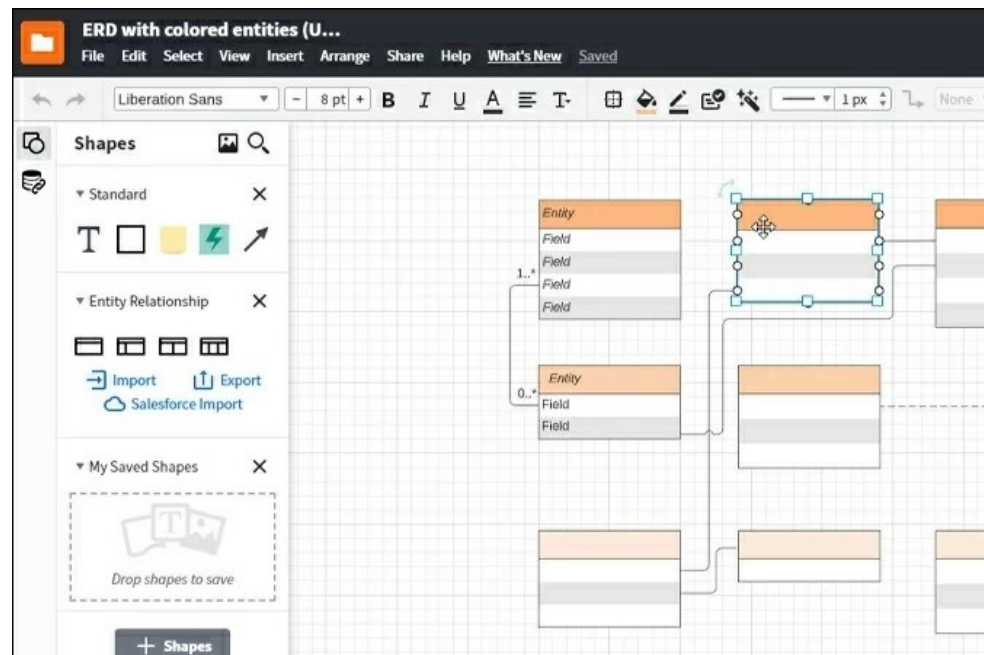 ERD with colored entities (U...
File Edit Select View Insert Arrange Share Help What's New Saved
Liberation Sans - 8 pt + B I U A T 1 px None
Shapes
Standard
T
Entity Relationship
Import Export
Salesforce Import
My Saved Shapes
T
Drop shapes to save
+ Shapes
Entity
Field
Field
1..*
Field
Field
Entity
0..*
Field
Field